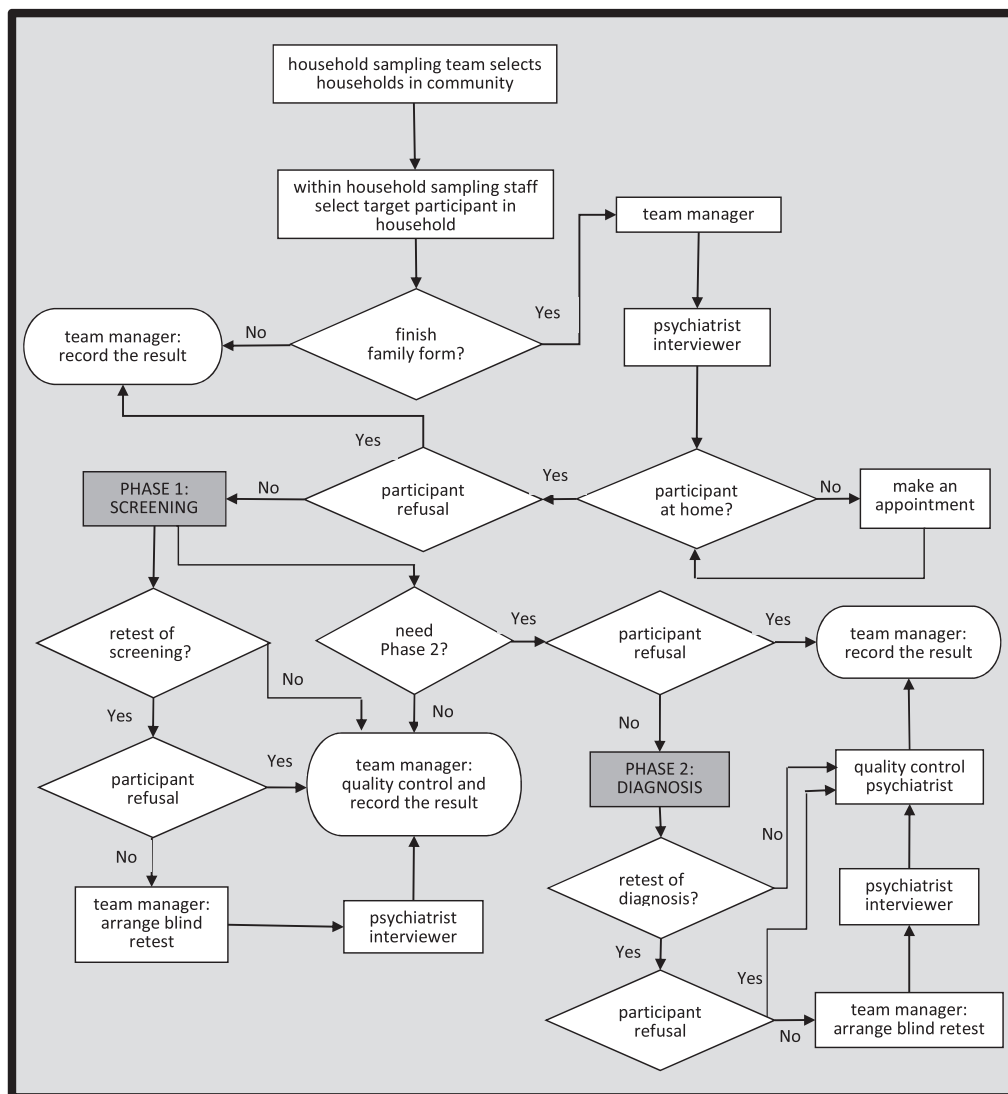 household sampling team selects
households in community
within household sampling staff
select target participant in
household
team manager
Yes
psychiatrist
interviewer
finish
family form?
No
team manager:
record the result
Yes
participant
refusal
Yes
participant
at home?
No
make an
appointment
No
PHASE 1:
SCREENING
retest of
screening?
No
need
Phase 2?
Yes
participant
refusal
Yes
team manager:
record the result
Yes
No
No
participant
refusal
Yes
team manager:
quality control and
record the result
PHASE 2:
DIAGNOSIS
quality control
psychiatrist
No
No
team manager:
arrange blind
retest
psychiatrist
interviewer
retest of
diagnosis?
psychiatrist
interviewer
Yes
Yes
participant
refusal
No
team manager:
arrange blind retest